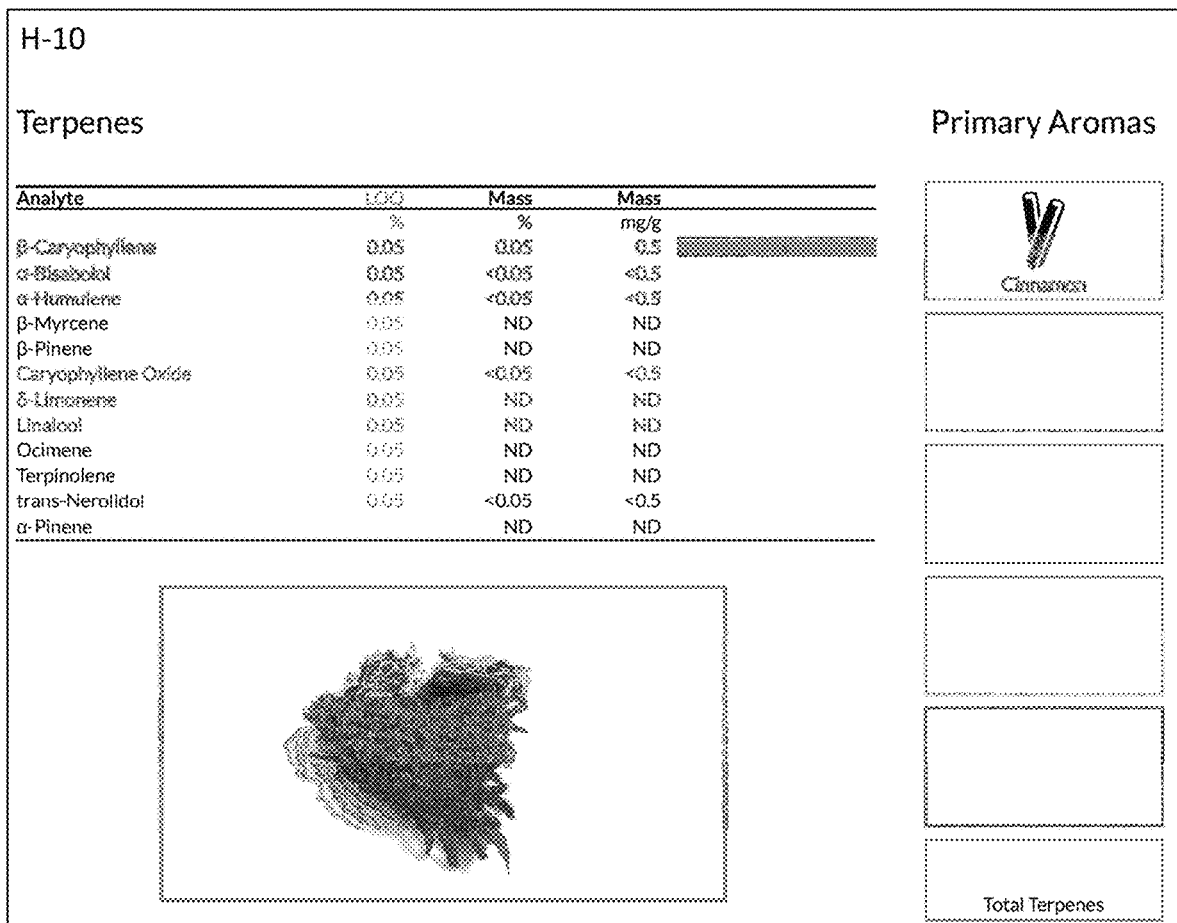 H-10
Terpenes
Primary Aromas
Analyte LOQ Mass Mass
% % mg/g
β-Caryophyllene 0.05 0.05 0.5
α-Bisabolol 0.05 <0.05 <0.5
α-Humulene 0.05 <0.05 <0.5
β-Myrcene 0.05 ND ND
β-Pinene 0.05 ND ND
Caryophyllene Oxide 0.05 <0.05 <0.5
δ-Limonene 0.05 ND ND
Linalool 0.05 ND ND
Ocimene 0.05 ND ND
Terpinolene 0.05 ND ND
trans-Nerolidol 0.05 <0.05 <0.5
α-Pinene ND ND
Cinnamon
Total Terpenes